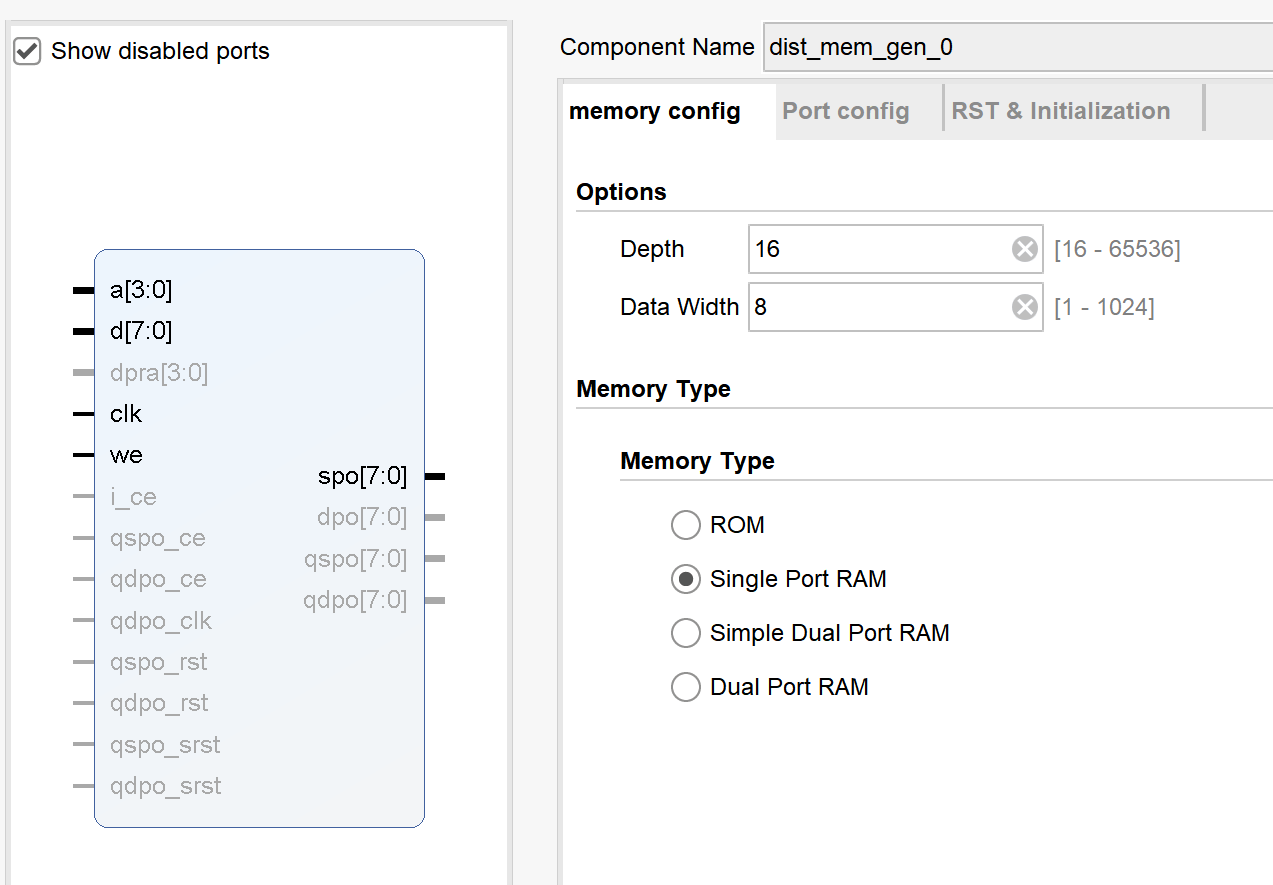 Show disabled ports
a[3:0]
d[7:0]
dpra[3:0]
clk
we
i_ce
qspo_ce
qdpo_ce
qdpo_clk
qspo_rst
qdpo_rst
qspo_srst
qdpo_srst
spo[7:0]
dpo[7:0]
qspo[7:0]
qdpo[7:0]
Component Name dist_mem_gen_0
memory config Port config RST & Initialization
Options
Depth 16 [16 - 65536]
Data Width 8 [1 - 1024]
Memory Type
Memory Type
ROM
Single Port RAM
Simple Dual Port RAM
Dual Port RAM